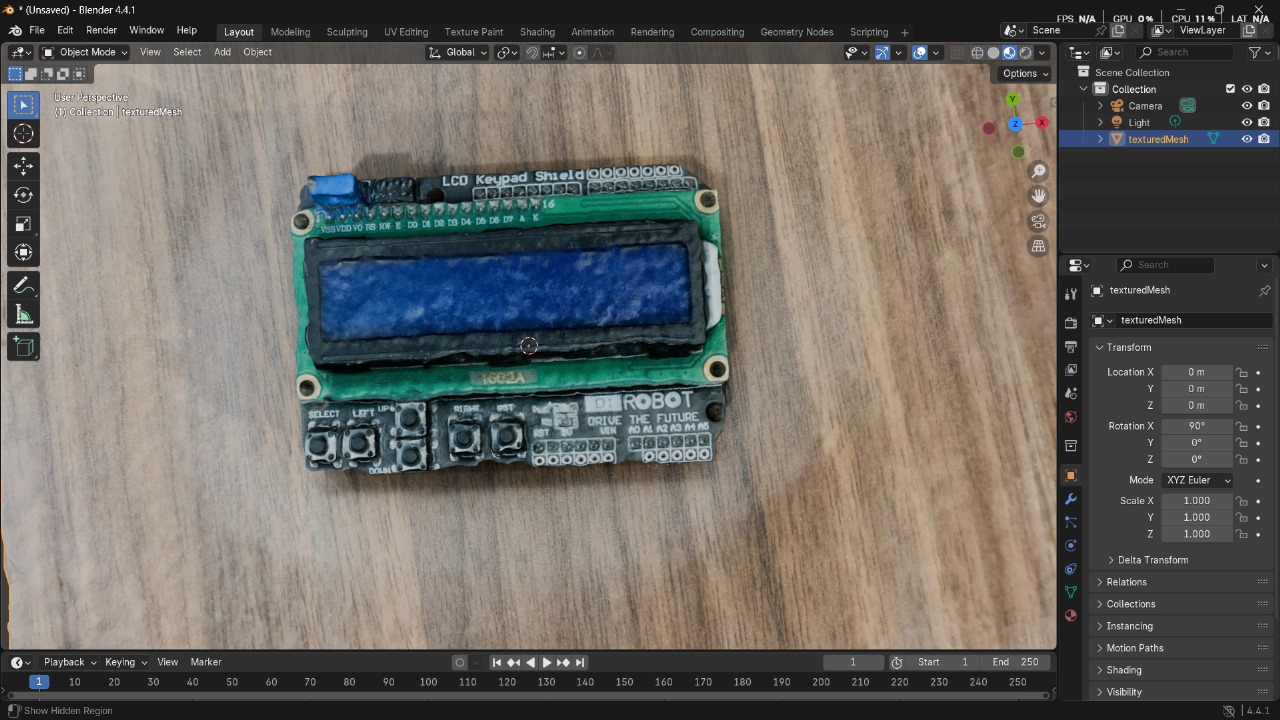 * (Unsaved) - Blender 4.4.1
FPS N/A GPU 0% CPU 11% LAT N/A
File Edit Render Window Help Layout Modeling Sculpting UV Editing Texture Paint Shading Animation Rendering Compositing Geometry Nodes Scripting + Scene ViewLayer
Object Mode View Select Add Object Global Search
Options
User Perspective
(1) Collection | texturedMesh
Y
Z X
Scene Collection
Collection
Camera
Light
texturedMesh
LCD Keypad Shield
16
VSS VDD VO RS RW E D0 D1 D2 D3 D4 D5 D6 D7 A K
1602A
SELECT LEFT UP RIGHT RST
DOWN
ROBOT
DRIVE THE FUTURE
RST VIN A0 A1 A2 A3 A4 A5
Search
texturedMesh
texturedMesh
Transform
Location X 0 m
Y 0 m
Z 0 m
Rotation X 90°
Y 0°
Z 0°
Mode XYZ Euler
Scale X 1.000
Y 1.000
Z 1.000
Delta Transform
Relations
Collections
Instancing
Motion Paths
Shading
Visibility
Playback Keying View Marker 1 Start 1 End 250
1 10 20 30 40 50 60 70 80 90 100 110 120 130 140 150 160 170 180 190 200 210 220 230 240 250
Show Hidden Region 4.4.1